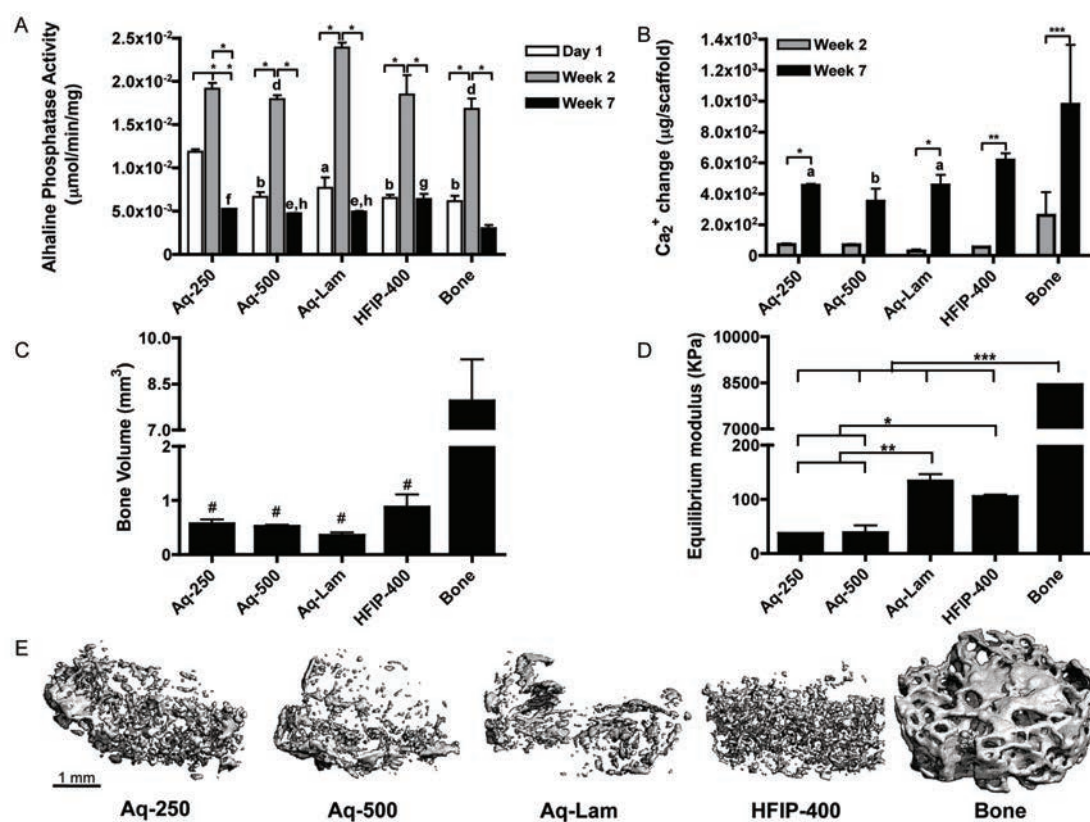 A
Alhaline Phosphatase Activity
(μmol/min/mg)
2.5x10⁻²
2.0x10⁻²
1.5x10⁻²
1.0x10⁻²
5.0x10⁻³
0.0
* * *
*
* * d
* *
* * d
* *
Day 1
Week 2
Week 7
f b e,h a e,h b g b
Aq-250 Aq-500 Aq-Lam HFIP-400 Bone
B
Ca₂⁺ change (μg/scaffold)
1.4x10³
1.2x10³
1.0x10³
8.0x10²
6.0x10²
4.0x10²
2.0x10²
0.0
Week 2
Week 7
* a b * a ** ***
Aq-250 Aq-500 Aq-Lam HFIP-400 Bone
C
Bone Volume (mm³)
10.0
8.5
7.0
2
1
0
# # # #
Aq-250 Aq-500 Aq-Lam HFIP-400 Bone
D
Equilibrium modulus (KPa)
10000
8500
7000
200
100
0
***
*
**
Aq-250 Aq-500 Aq-Lam HFIP-400 Bone
E
1 mm
Aq-250 Aq-500 Aq-Lam HFIP-400 Bone